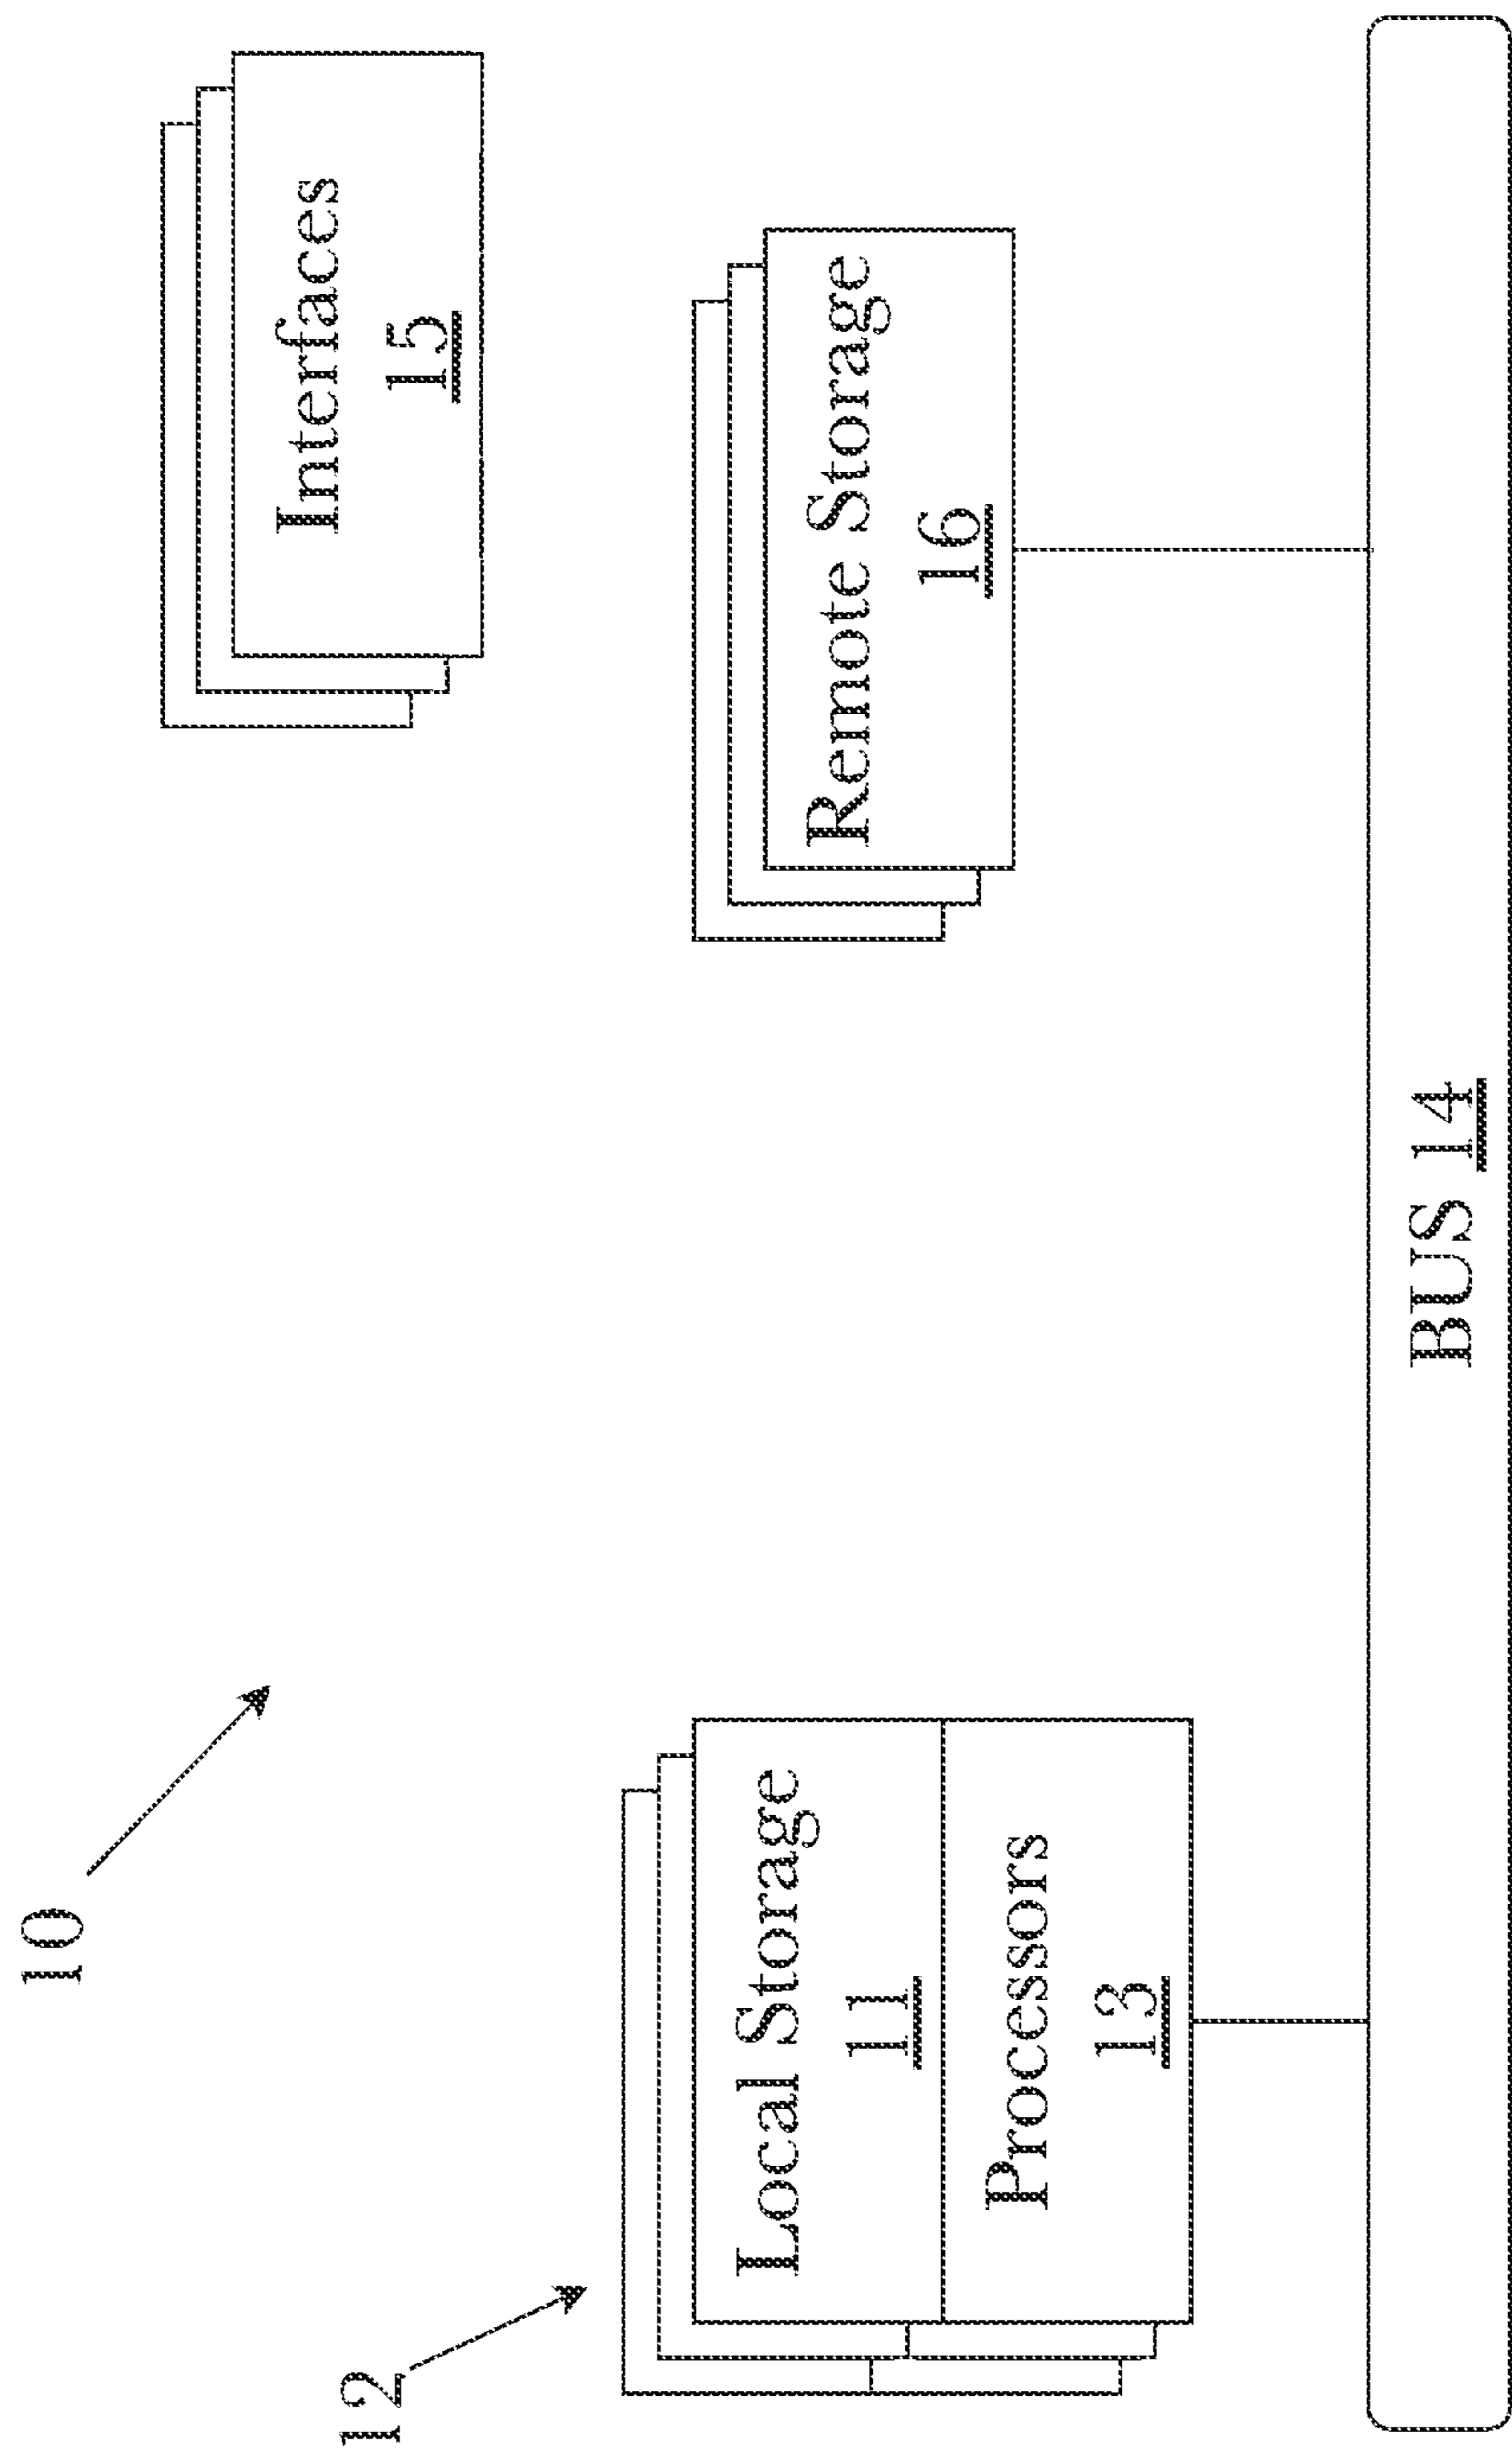 10
12
Interfaces
15
Local Storage
11
Remote Storage
16
Processors
13
BUS 14